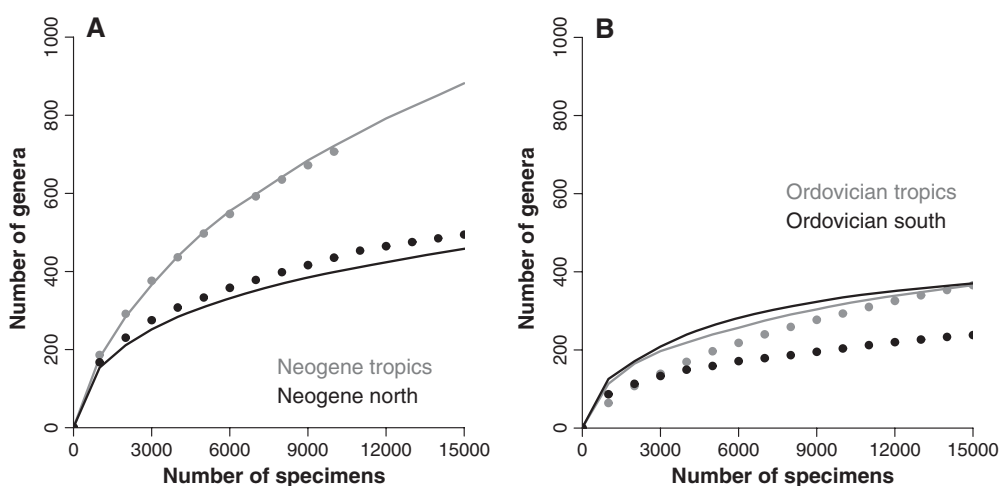 A
1000
800
600
400
200
0
Number of genera
Neogene tropics
Neogene north
0 3000 6000 9000 12000 15000
Number of specimens
B
1000
800
600
400
200
0
Number of genera
Ordovician tropics
Ordovician south
0 3000 6000 9000 12000 15000
Number of specimens